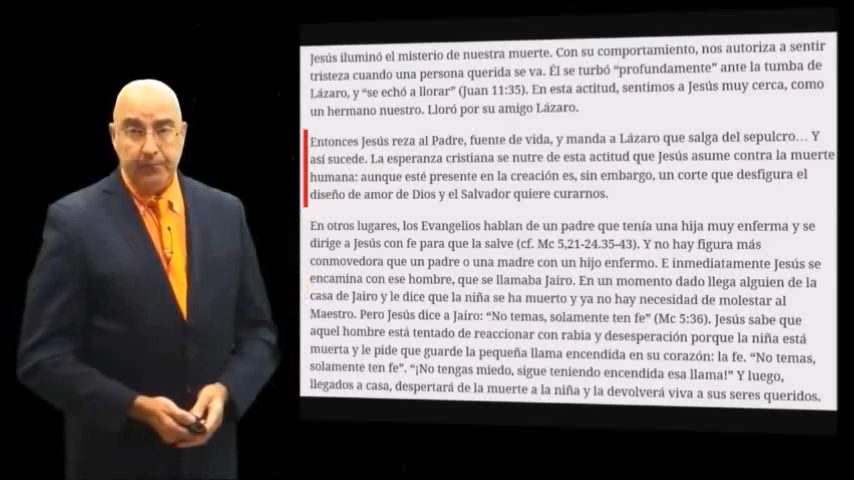 Jesús iluminó el misterio de nuestra muerte. Con su comportamiento, nos autoriza a sentir
tristeza cuando una persona querida se va. Él se turbó “profundamente” ante la tumba de
Lázaro, y “se echó a llorar” (Juan 11:35). En esta actitud, sentimos a Jesús muy cerca, como
un hermano nuestro. Lloró por su amigo Lázaro.
Entonces Jesús reza al Padre, fuente de vida, y manda a Lázaro que salga del sepulcro… Y
así sucede. La esperanza cristiana se nutre de esta actitud que Jesús asume contra la muerte
humana: aunque esté presente en la creación es, sin embargo, un corte que desfigura el
diseño de amor de Dios y el Salvador quiere curarnos.
En otros lugares, los Evangelios hablan de un padre que tenía una hija muy enferma y se
dirige a Jesús con fe para que la salve (cf. Mc 5,21-24.35-43). Y no hay figura más
conmovedora que un padre o una madre con un hijo enfermo. E inmediatamente Jesús se
encamina con ese hombre, que se llamaba Jairo. En un momento dado llega alguien de la
casa de Jairo y le dice que la niña se ha muerto y ya no hay necesidad de molestar al
Maestro. Pero Jesús dice a Jairo: “No temas, solamente ten fe” (Mc 5:36). Jesús sabe que
aquel hombre está tentado de reaccionar con rabia y desesperación porque la niña está
muerta y le pide que guarde la pequeña llama encendida en su corazón: la fe. “No temas,
solamente ten fe”. “¡No tengas miedo, sigue teniendo encendida esa llama!” Y luego,
llegados a casa, despertará de la muerte a la niña y la devolverá viva a sus seres queridos.